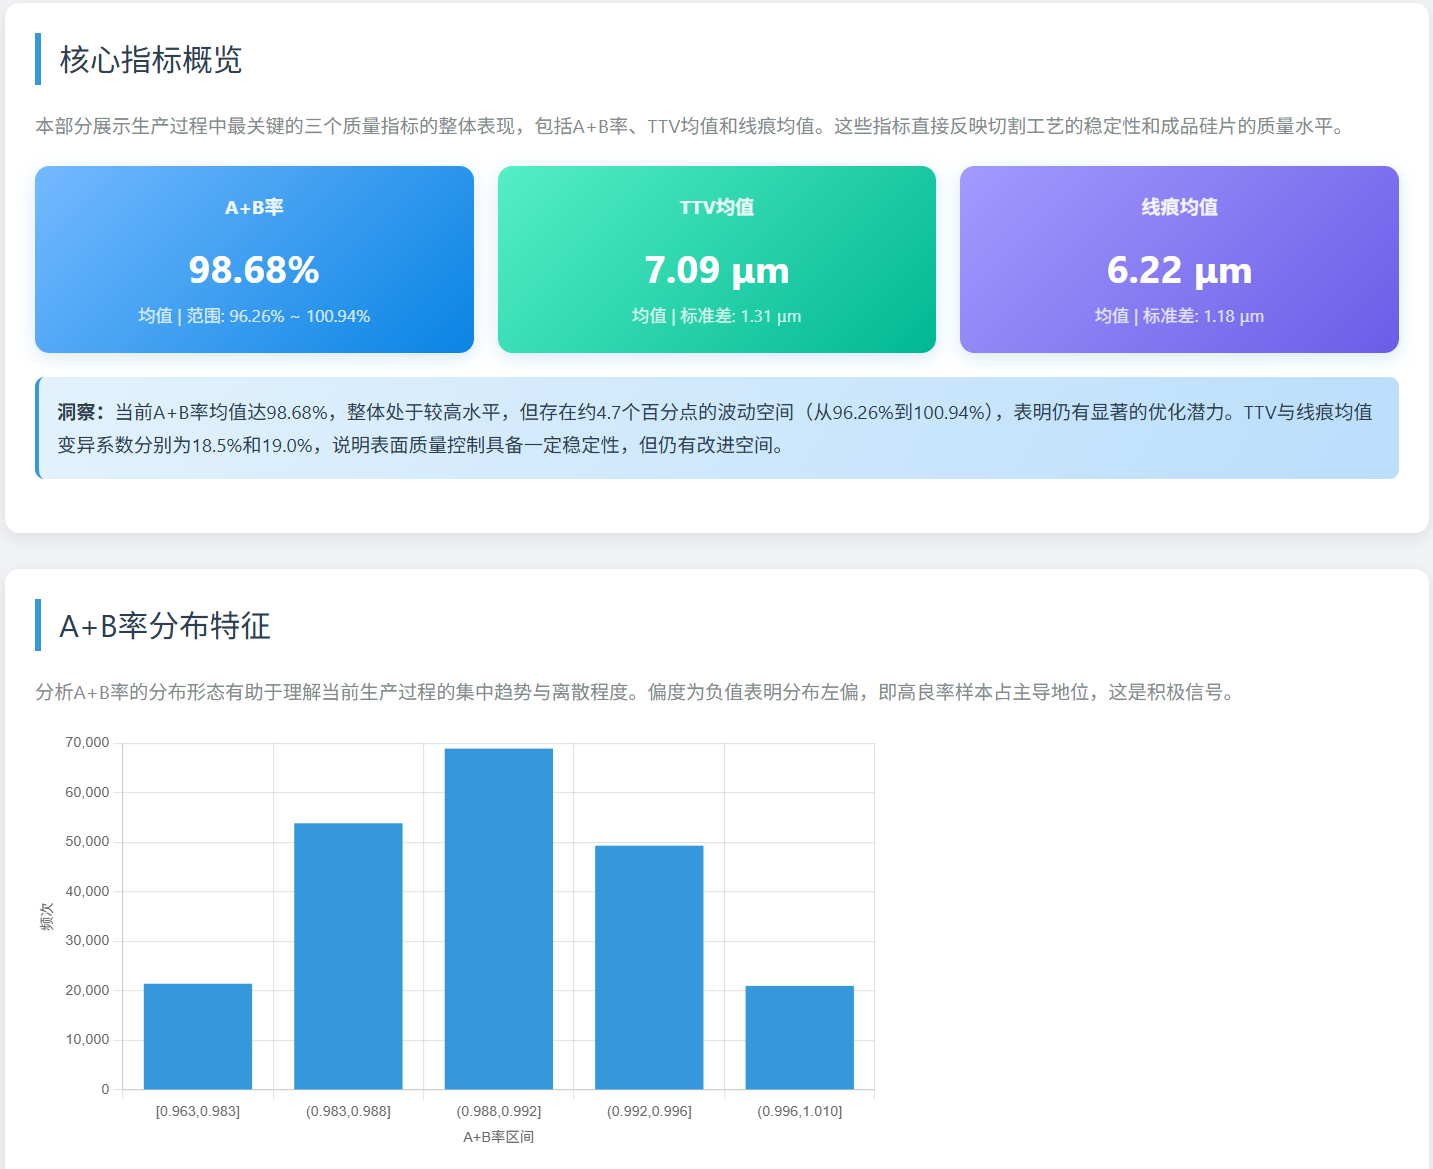 核心指标概览
本部分展示生产过程中最关键的三个质量指标的整体表现，包括A+B率、TTV均值和线痕均值。这些指标直接反映切割工艺的稳定性和成品硅片的质量水平。
A+B率
98.68%
均值 | 范围: 96.26% ~ 100.94%
TTV均值
7.09 μm
均值 | 标准差: 1.31 μm
线痕均值
6.22 μm
均值 | 标准差: 1.18 μm
洞察：当前A+B率均值达98.68%，整体处于较高水平，但存在约4.7个百分点的波动空间（从96.26%到100.94%），表明仍有显著的优化潜力。TTV与线痕均值
变异系数分别为18.5%和19.0%，说明表面质量控制具备一定稳定性，但仍有改进空间。
A+B率分布特征
分析A+B率的分布形态有助于理解当前生产过程的集中趋势与离散程度。偏度为负值表明分布左偏，即高良率样本占主导地位，这是积极信号。
70,000
60,000
50,000
40,000
30,000
20,000
10,000
0
频次
[0.963,0.983]
(0.983,0.988]
(0.988,0.992]
(0.992,0.996]
(0.996,1.010]
A+B率区间